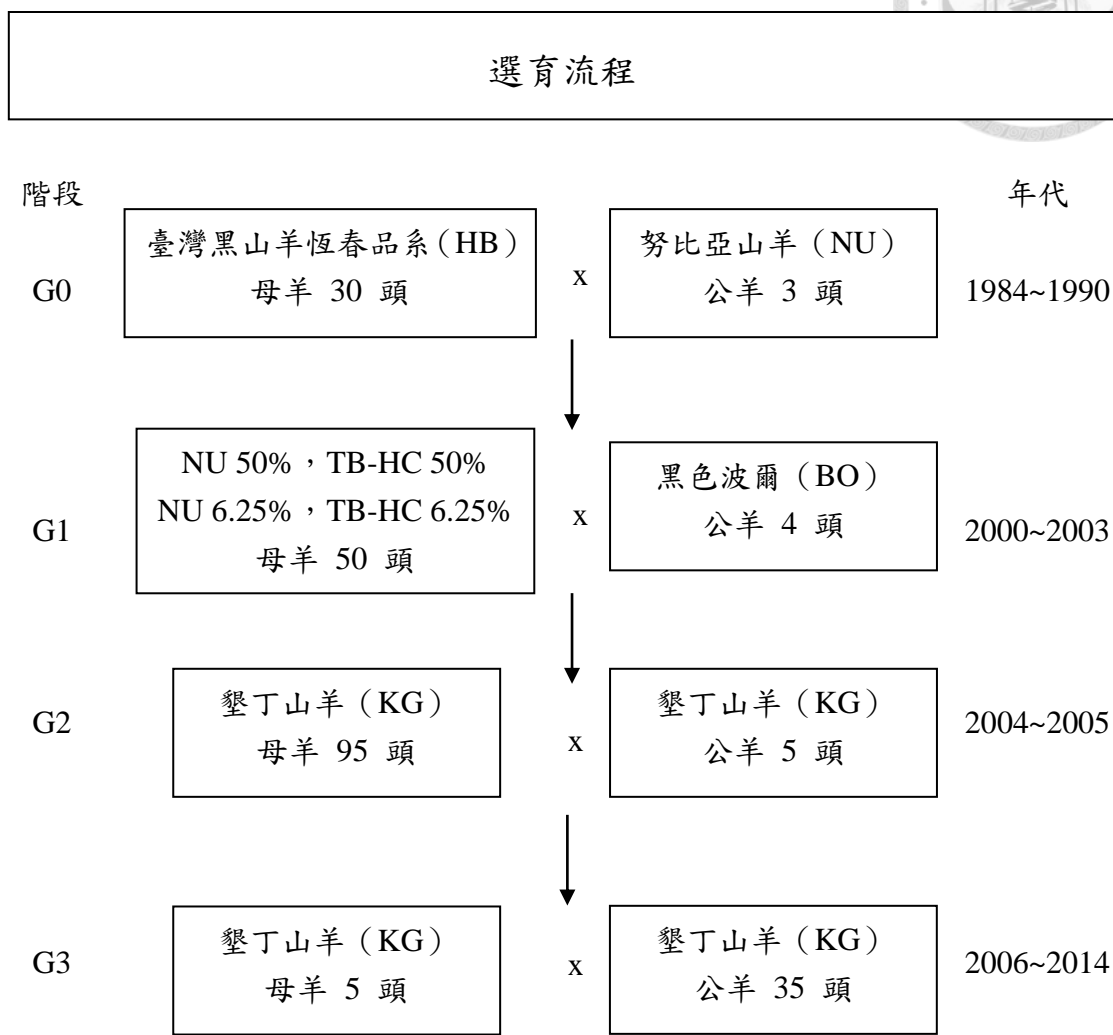 選育流程
階段
年代
G0
臺灣黑山羊恆春品系（HB）
母羊 30 頭
x
努比亞山羊（NU）
公羊 3 頭
1984~1990
G1
NU 50%，TB-HC 50%
NU 6.25%，TB-HC 6.25%
母羊 50 頭
x
黑色波爾（BO）
公羊 4 頭
2000~2003
G2
墾丁山羊（KG）
母羊 95 頭
x
墾丁山羊（KG）
公羊 5 頭
2004~2005
G3
墾丁山羊（KG）
母羊 5 頭
x
墾丁山羊（KG）
公羊 35 頭
2006~2014